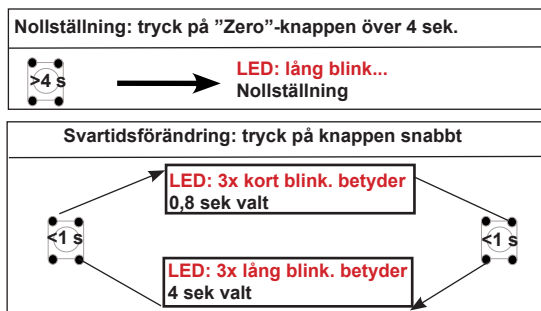 Nollställning: tryck på ”Zero”-knappen över 4 sek.
>4 s
LED: lång blink...
Nollställning
Svartidsförändring: tryck på knappen snabbt
LED: 3x kort blink. betyder
0,8 sek valt
<1 s
<1 s
LED: 3x lång blink. betyder
4 sek valt